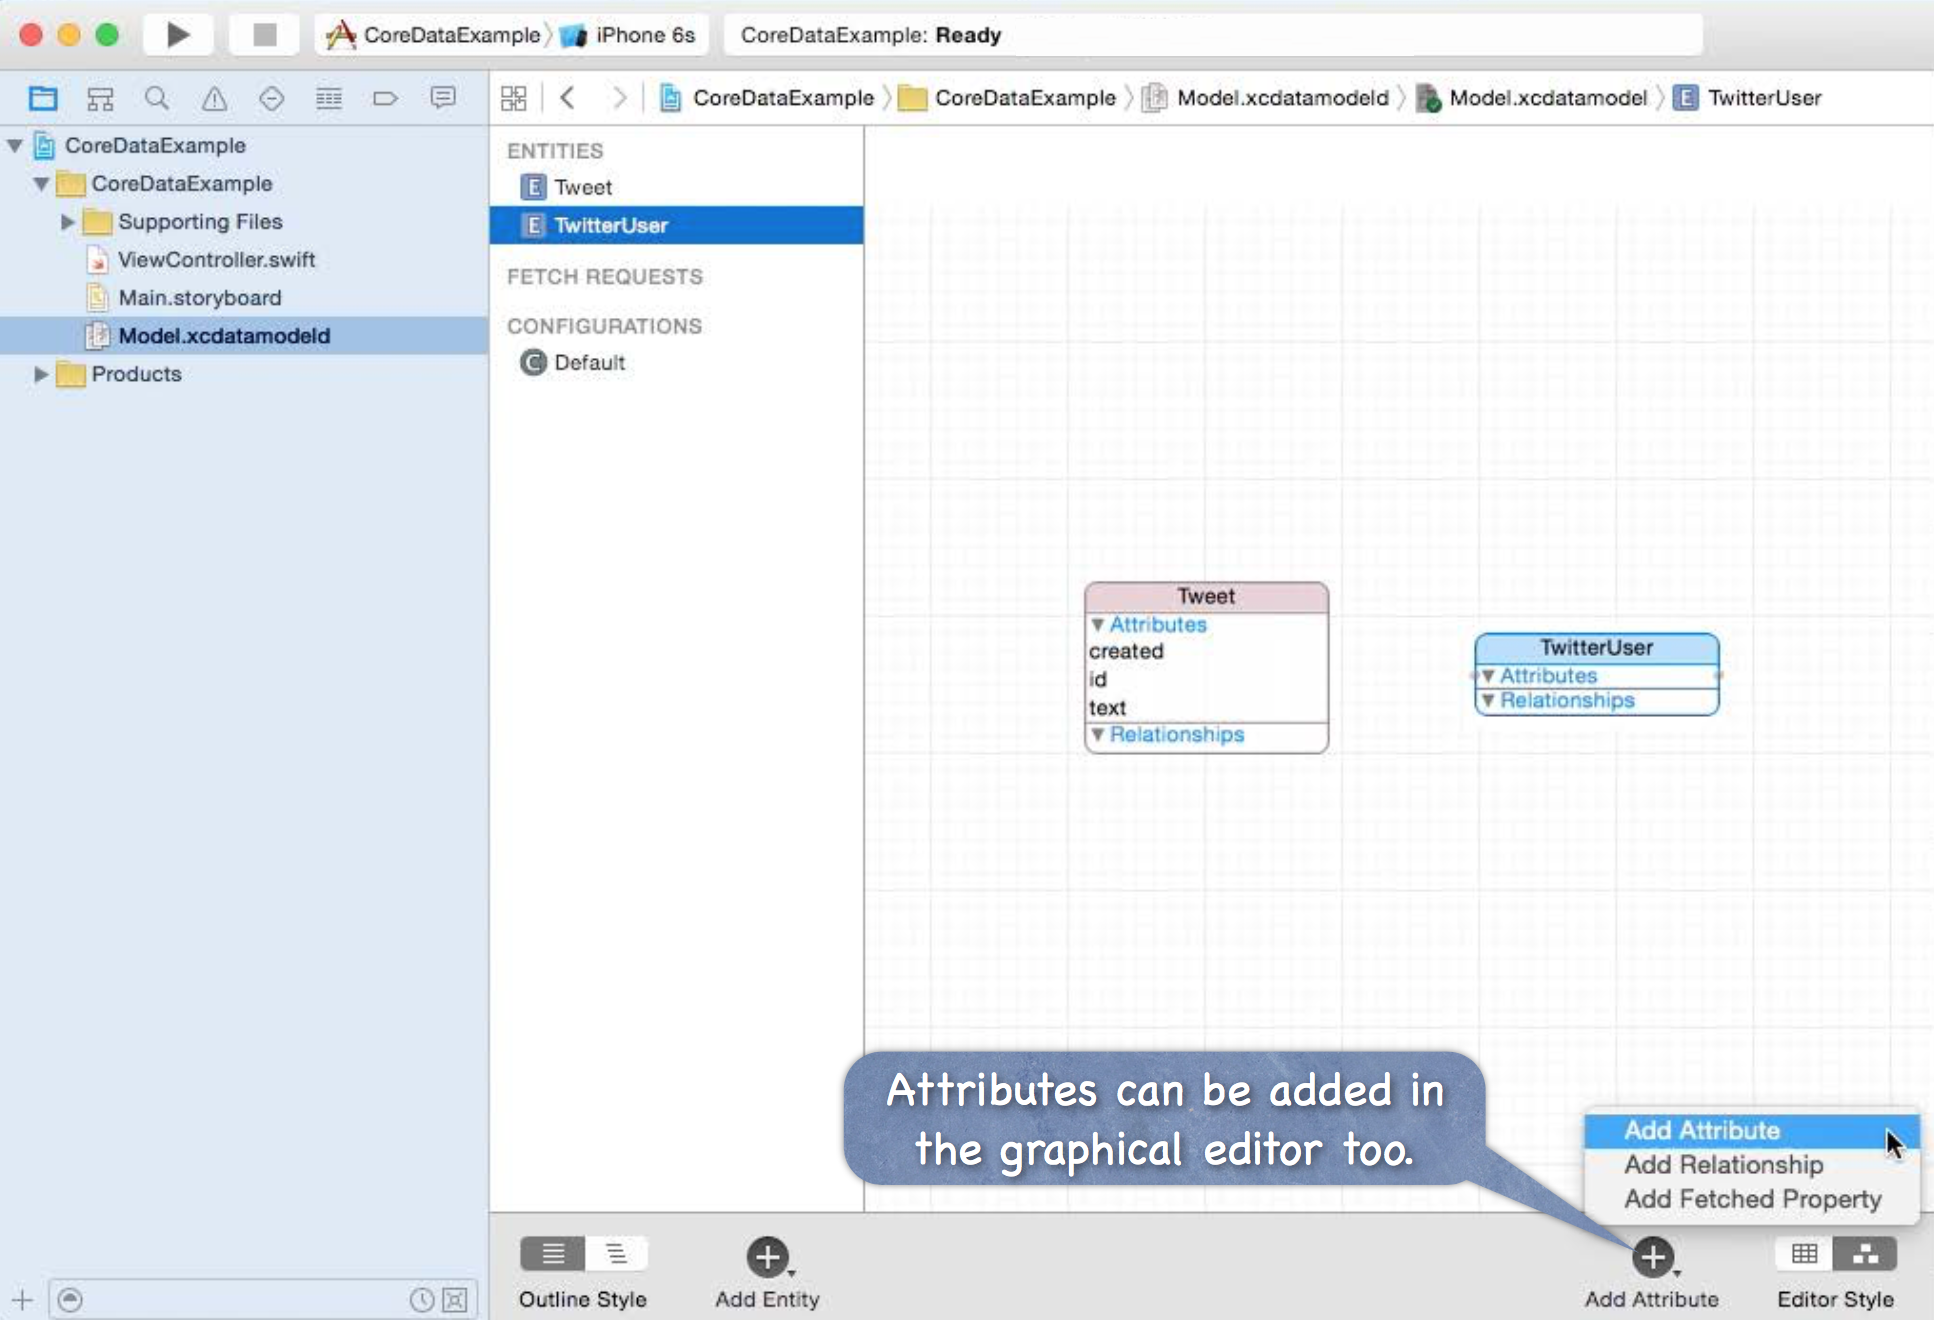 CoreDataExample iPhone 6s CoreDataExample: Ready
CoreDataExample CoreDataExample Model.xcdatamodeld Model.xcdatamodel E TwitterUser
CoreDataExample
CoreDataExample
Supporting Files
ViewController.swift
Main.storyboard
Model.xcdatamodeld
Products
ENTITIES
E Tweet
E TwitterUser
FETCH REQUESTS
CONFIGURATIONS
C Default
Tweet
Attributes
created
id
text
Relationships
TwitterUser
Attributes
Relationships
Attributes can be added in
the graphical editor too.
Add Attribute
Add Relationship
Add Fetched Property
Outline Style
Add Entity
Add Attribute
Editor Style